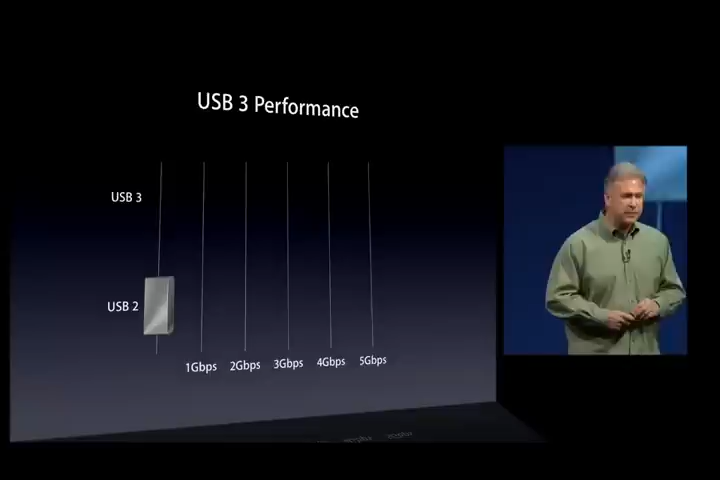 USB 3 Performance
USB 3
USB 2
1Gbps 2Gbps 3Gbps 4Gbps 5Gbps